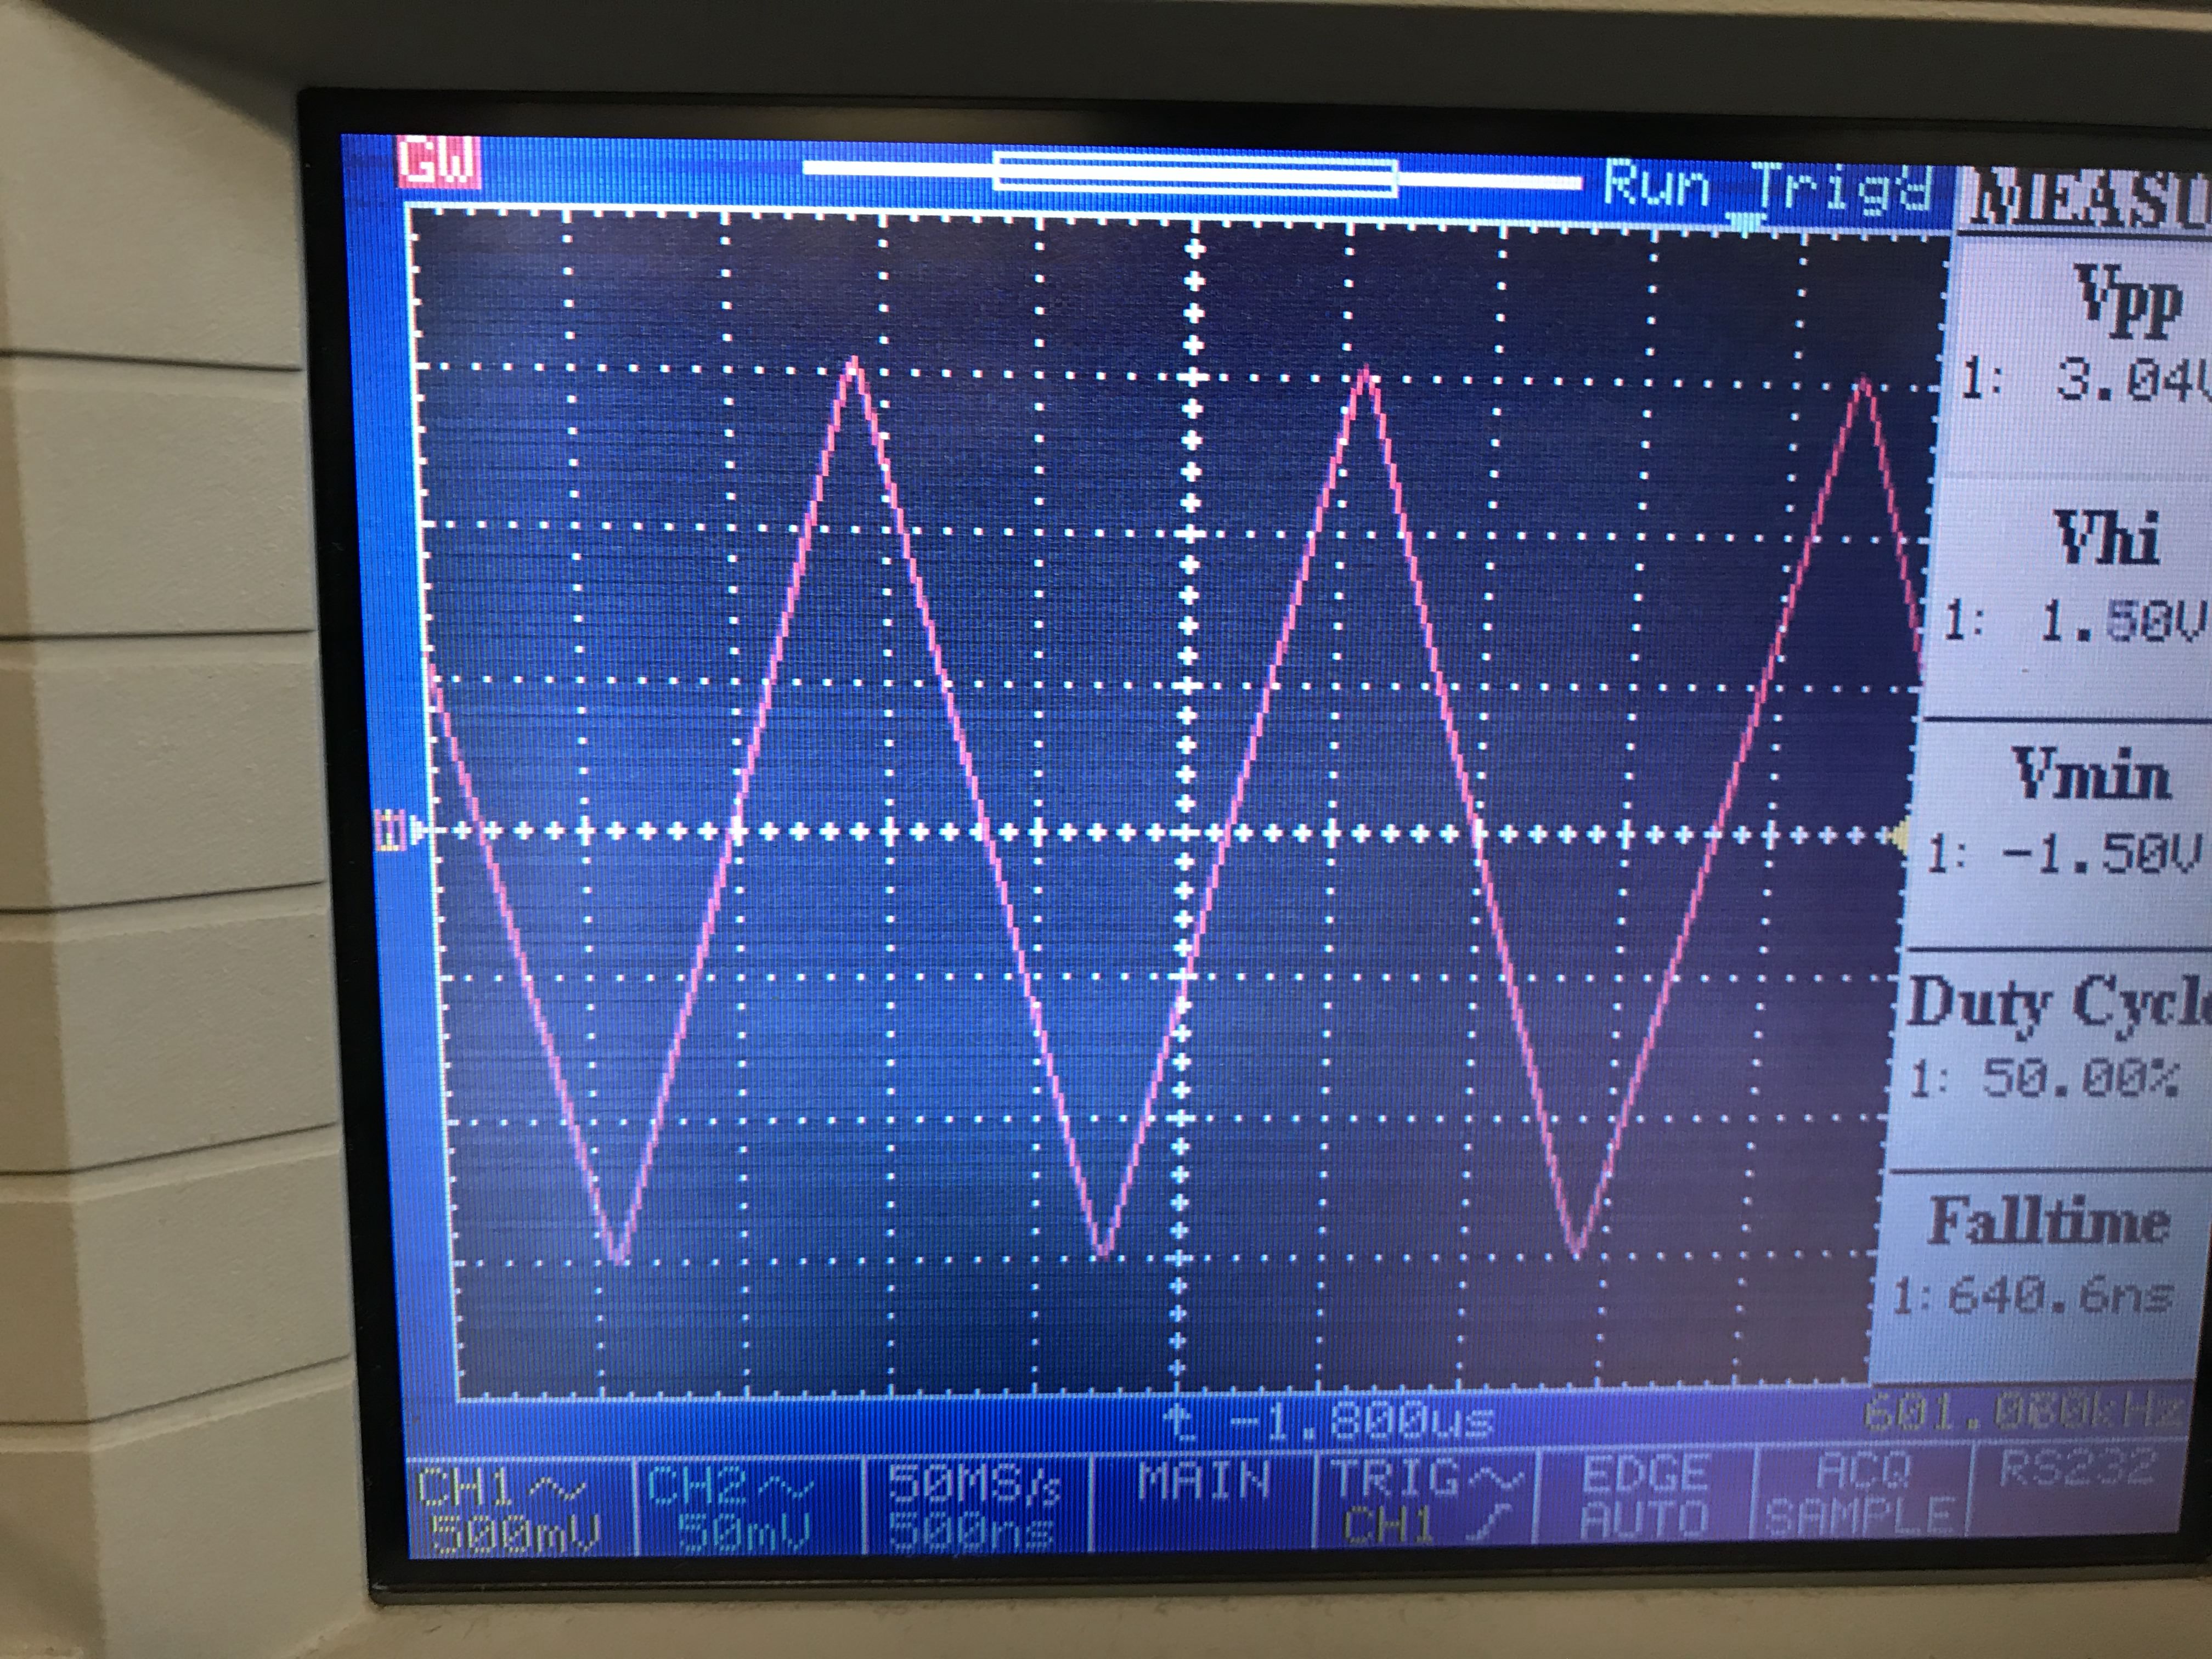 GW
Run Trig'd
MEASU
Vpp
1: 3.04V
Vhi
1: 1.50V
Vmin
1: -1.50V
Duty Cycl
1: 50.00%
Falltime
1: 640.6ns
-1.800us
601.080kHz
CH1 500mV
CH2 50mV
50MS/s 500ns
MAIN
TRIG CH1
EDGE AUTO
ACQ SAMPLE
RS232